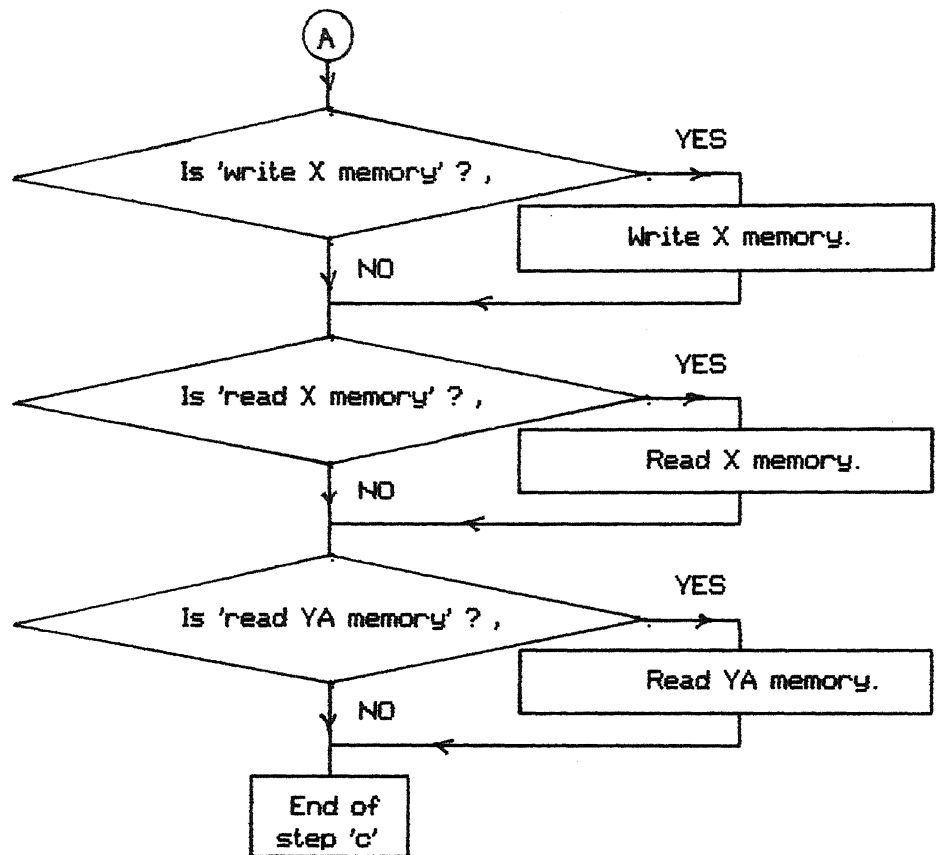 A
Is 'write X memory' ? ,
YES
Write X memory.
NO
Is 'read X memory' ? ,
YES
Read X memory.
NO
Is 'read YA memory' ? ,
YES
Read YA memory.
NO
End of
step 'c'